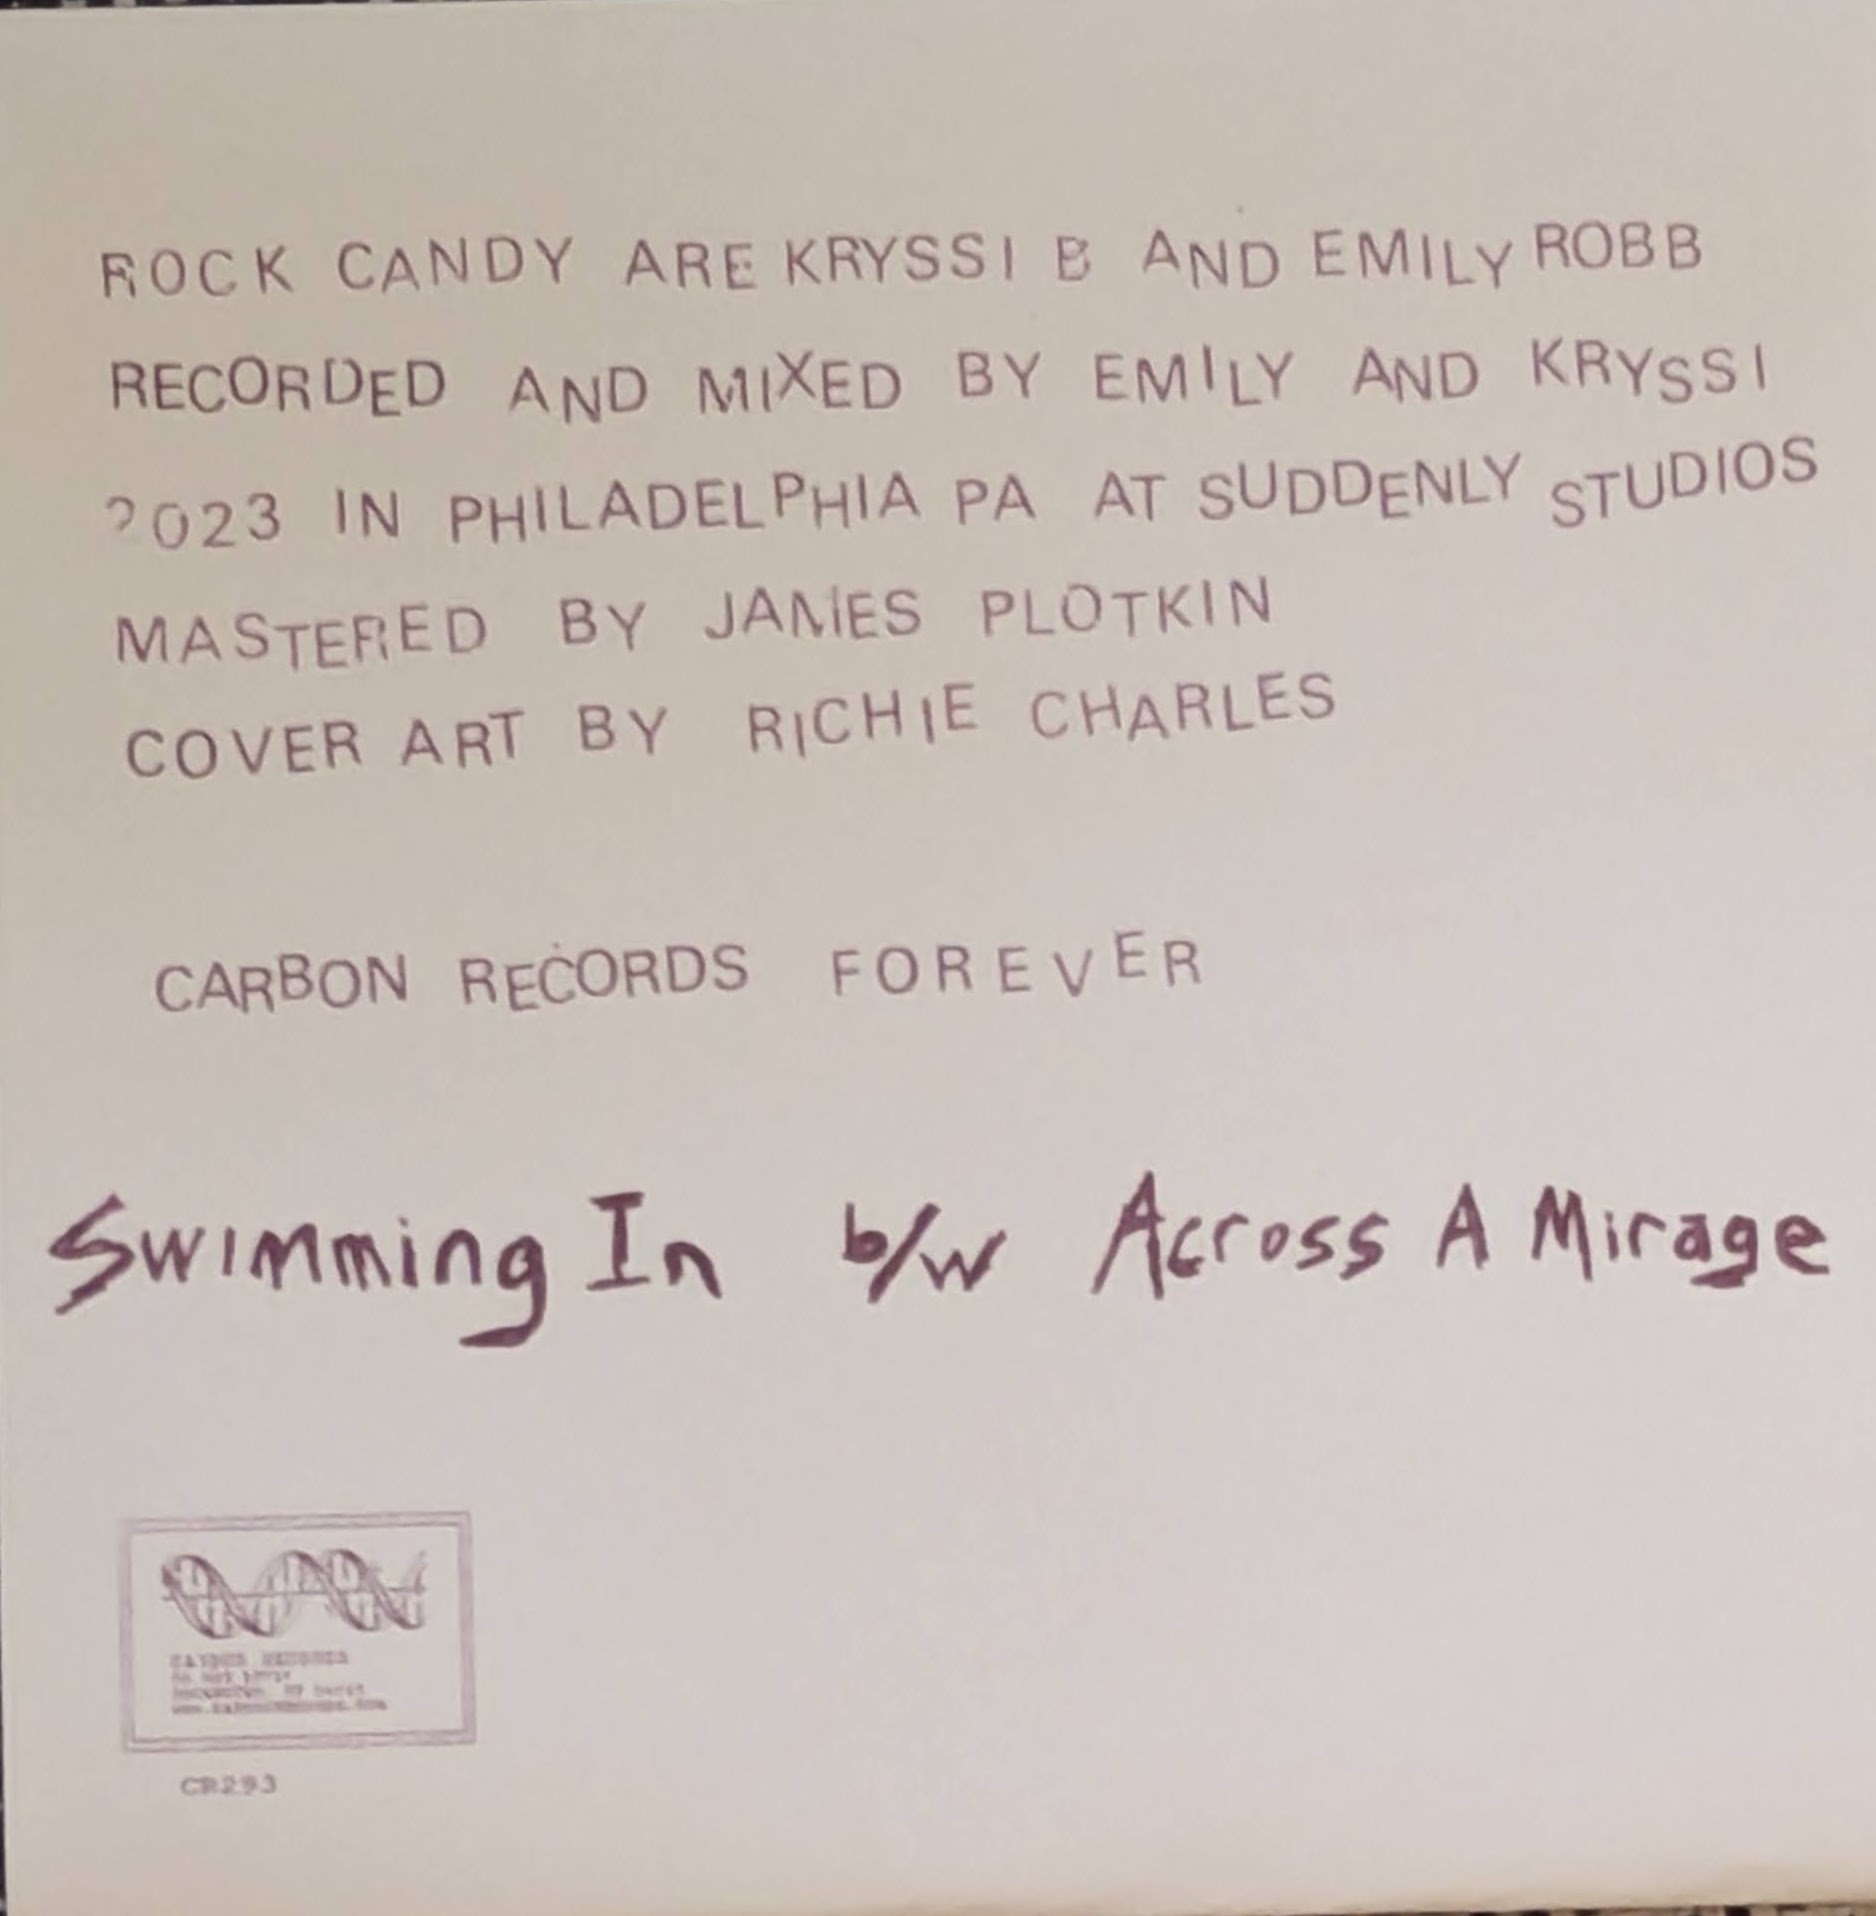 ROCK CANDY ARE KRYSSI B AND EMILY ROBB
RECORDED AND MIXED BY EMILY AND KRYSSI
2023 IN PHILADELPHIA PA AT SUDDENLY STUDIOS
MASTERED BY JAMES PLOTKIN
COVER ART BY RICHIE CHARLES
CARBON RECORDS FOREVER
Swimming In b/w Across A Mirage
CARBON RECORDS
CR293